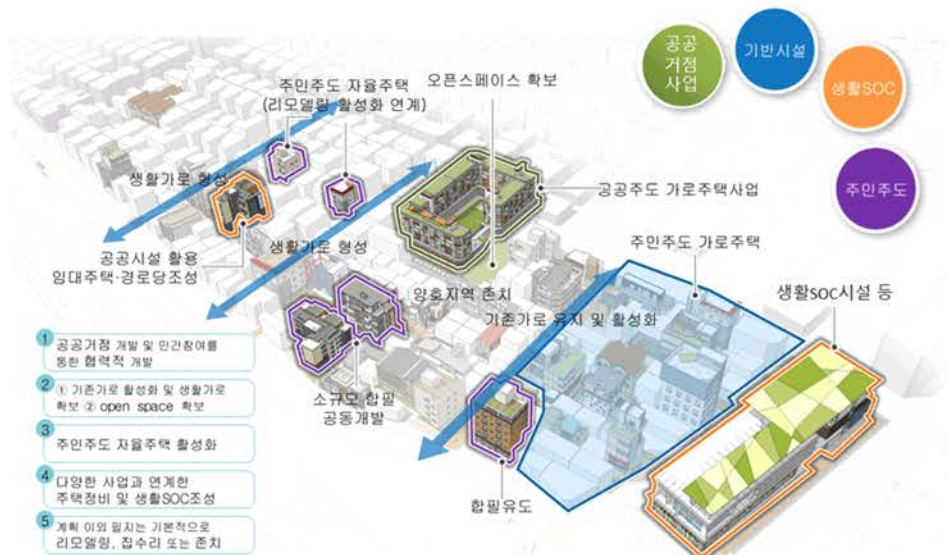 공공
거점
사업
기반시설
생활SOC
주민주도
주민주도 자율주택
(리모델링 활성화 연계)
오픈스페이스 확보
생활가로 형성
공공주도 가로주택사업
생활가로 형성
주민주도 가로주택
공공시설 활용
임대주택·경로당조성
양호지역 존치
생활soc시설 등
기존가로 유지 및 활성화
소규모 합필
공동개발
합필유도
1 공공거점 개발 및 민간참여를
통한 협력적 개발
2 ① 기존가로 활성화 및 생활가로
확보 ② open space 확보
3 주민주도 자율주택 활성화
4 다양한 사업과 연계한
주택정비 및 생활SOC조성
5 계획 이외 필지는 기본적으로
리모델링, 집수리 또는 존치